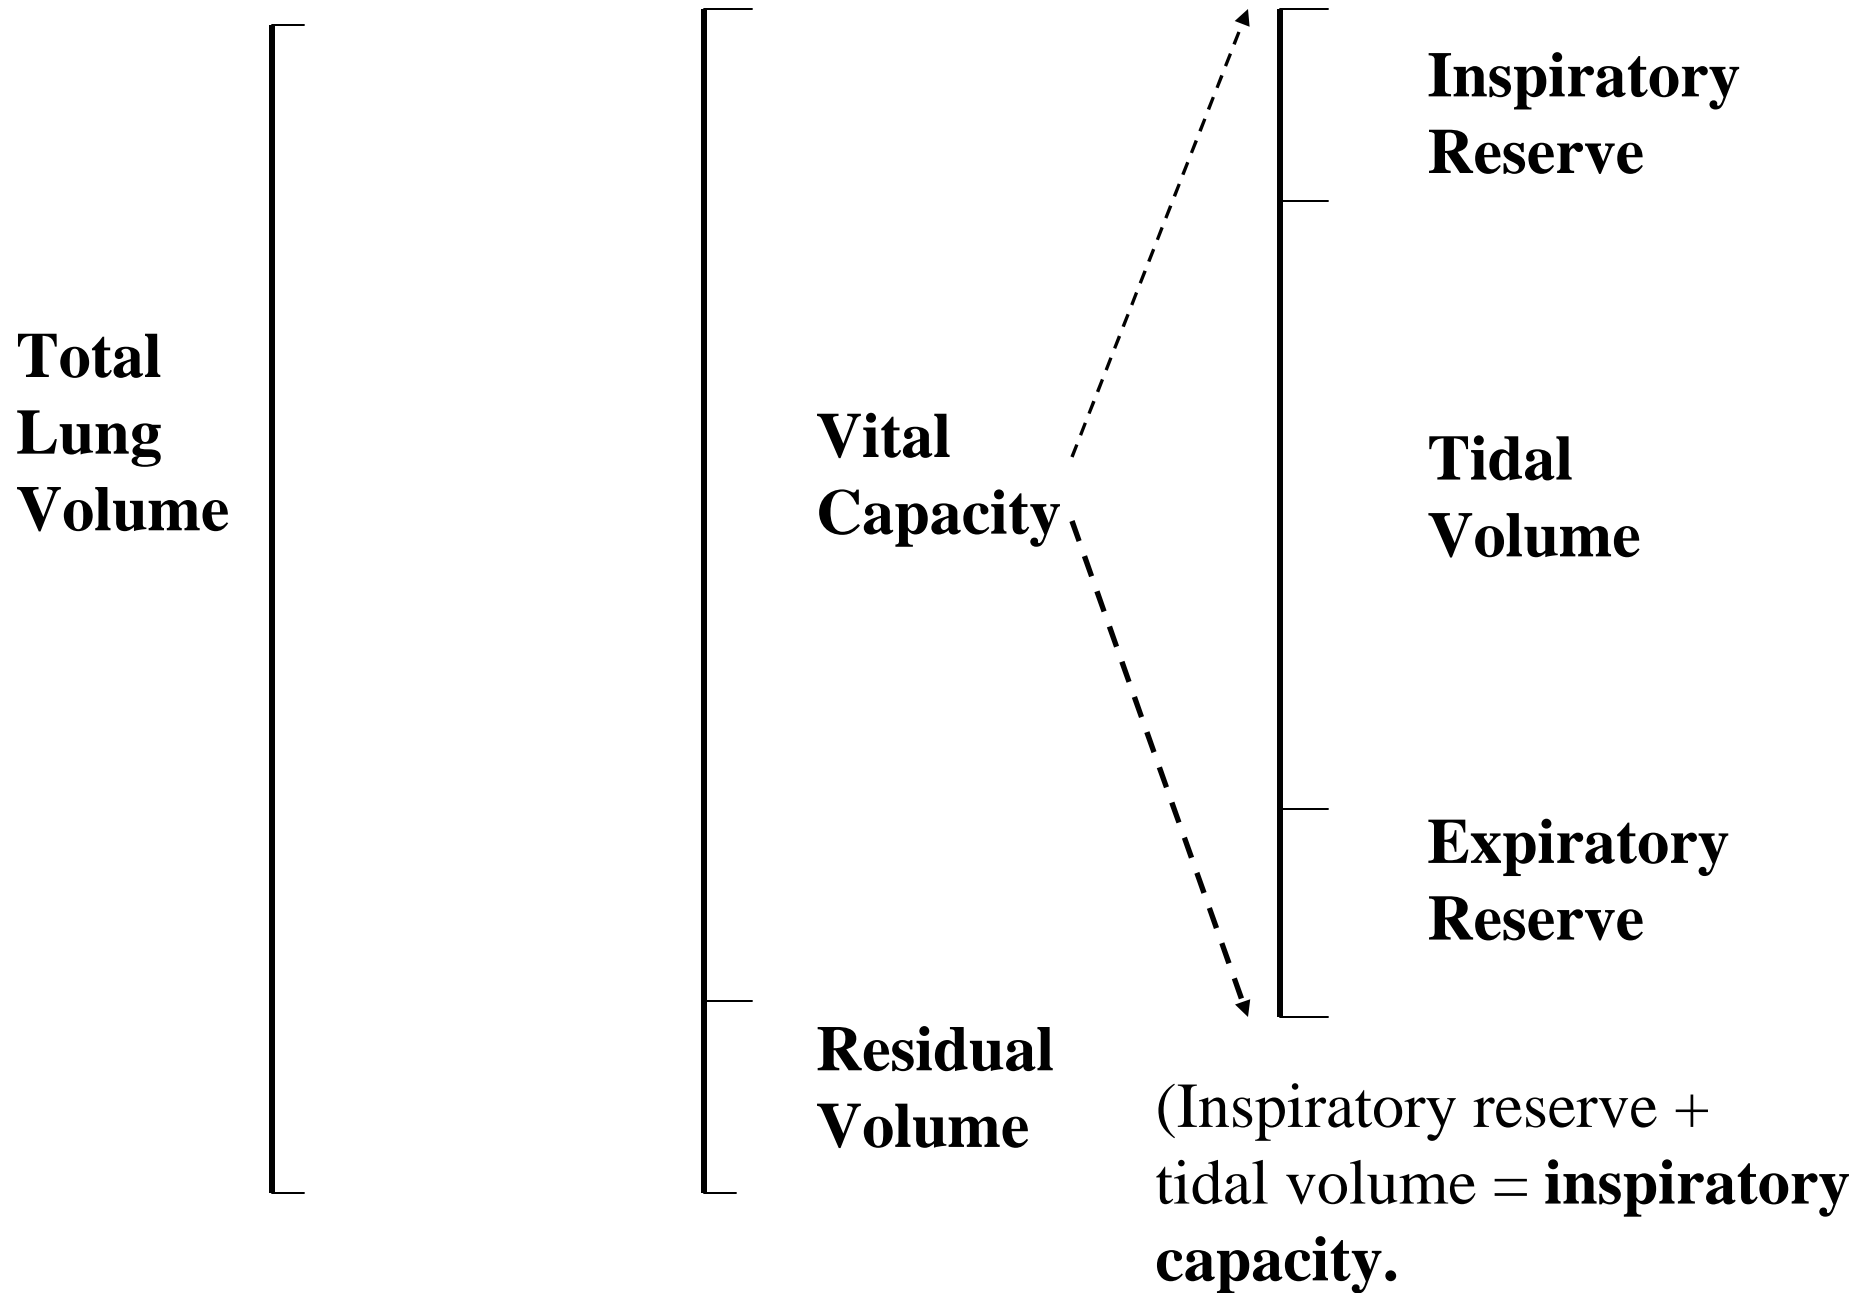 Total
Lung
Volume
Vital
Capacity
Residual
Volume
Inspiratory
Reserve
Tidal
Volume
Expiratory
Reserve
(Inspiratory reserve +
tidal volume = inspiratory
capacity.